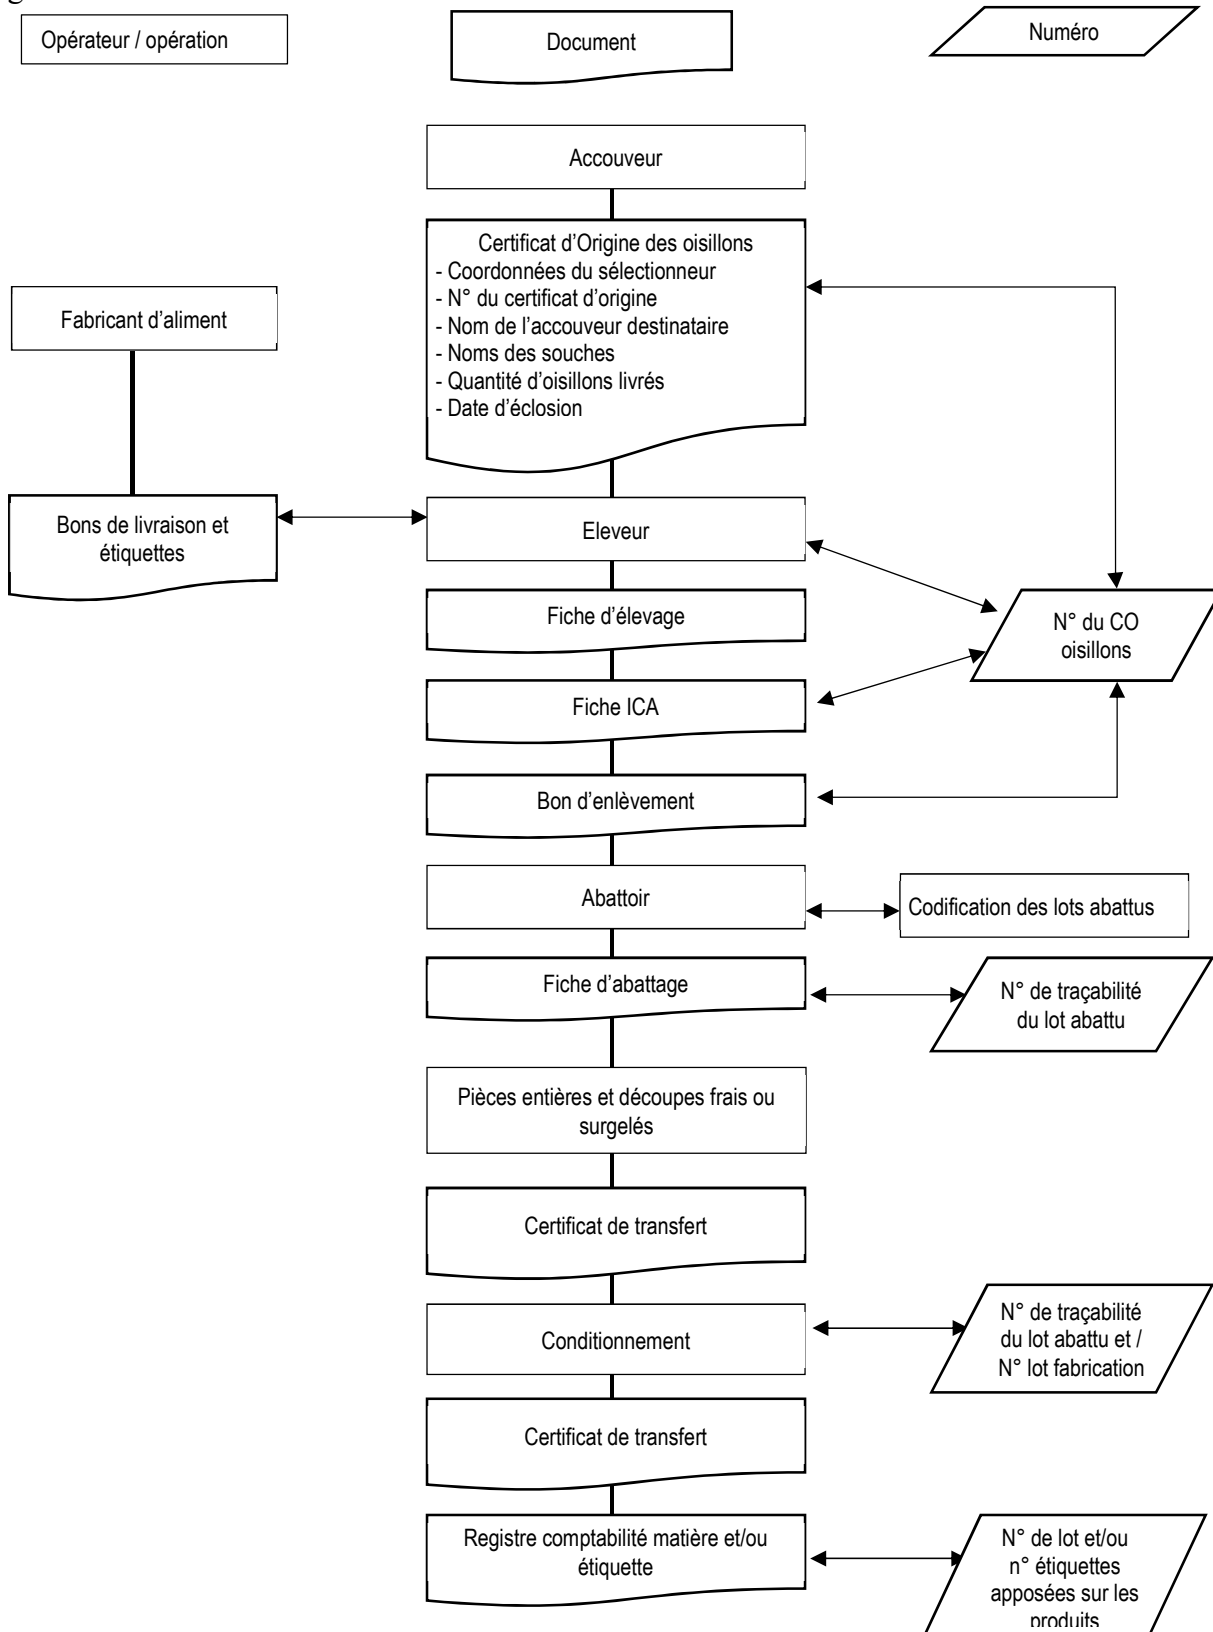 g
Opérateur / opération
Document
Numéro
Accouveur
Certificat d’Origine des oisillons
- Coordonnées du sélectionneur
- N° du certificat d’origine
- Nom de l’accouveur destinataire
- Noms des souches
- Quantité d’oisillons livrés
- Date d’éclosion
Fabricant d’aliment
Bons de livraison et
étiquettes
Eleveur
Fiche d’élevage
N° du CO
oisillons
Fiche ICA
Bon d’enlèvement
Abattoir
Codification des lots abattus
Fiche d’abattage
N° de traçabilité
du lot abattu
Pièces entières et découpes frais ou
surgelés
Certificat de transfert
Conditionnement
N° de traçabilité
du lot abattu et /
N° lot fabrication
Certificat de transfert
Registre comptabilité matière et/ou
étiquette
N° de lot et/ou
n° étiquettes
apposées sur les
produits